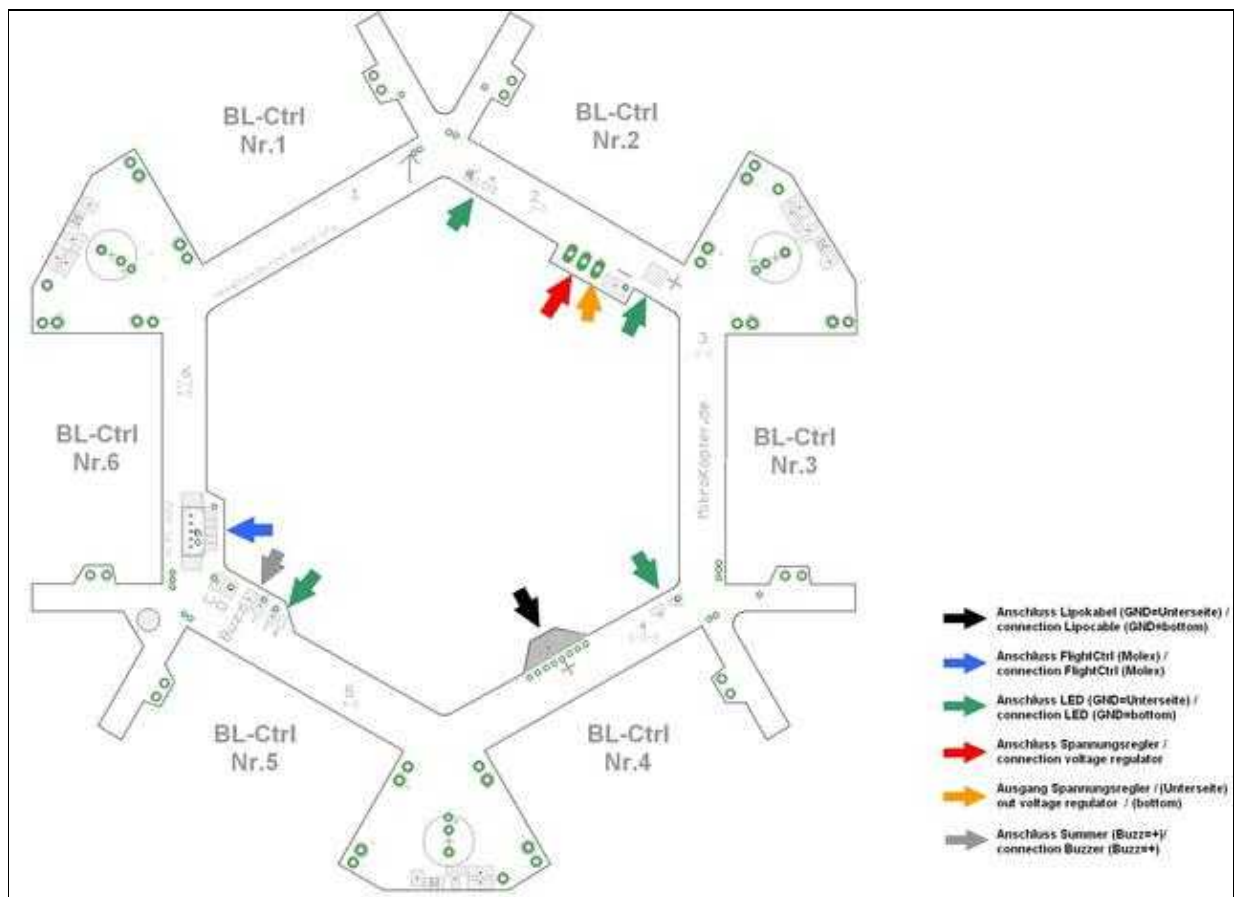 BL-Ctrl
Nr.1
BL-Ctrl
Nr.2
BL-Ctrl
Nr.6
BL-Ctrl
Nr.3
MikroKopter.de
Buzz
BL-Ctrl
Nr.5
BL-Ctrl
Nr.4
Anschluss Lipokabel (GND=Unterseite) /
connection Lipocable (GND=bottom)
Anschluss FlightCtrl (Molex) /
connection FlightCtrl (Molex)
Anschluss LED (GND=Unterseite) /
connection LED (GND=bottom)
Anschluss Spannungsregler /
connection voltage regulator
Ausgang Spannungsregler / (Unterseite)
out voltage regulator / (bottom)
Anschluss Summer (Buzz=+)/
connection Buzzer (Buzz=+)